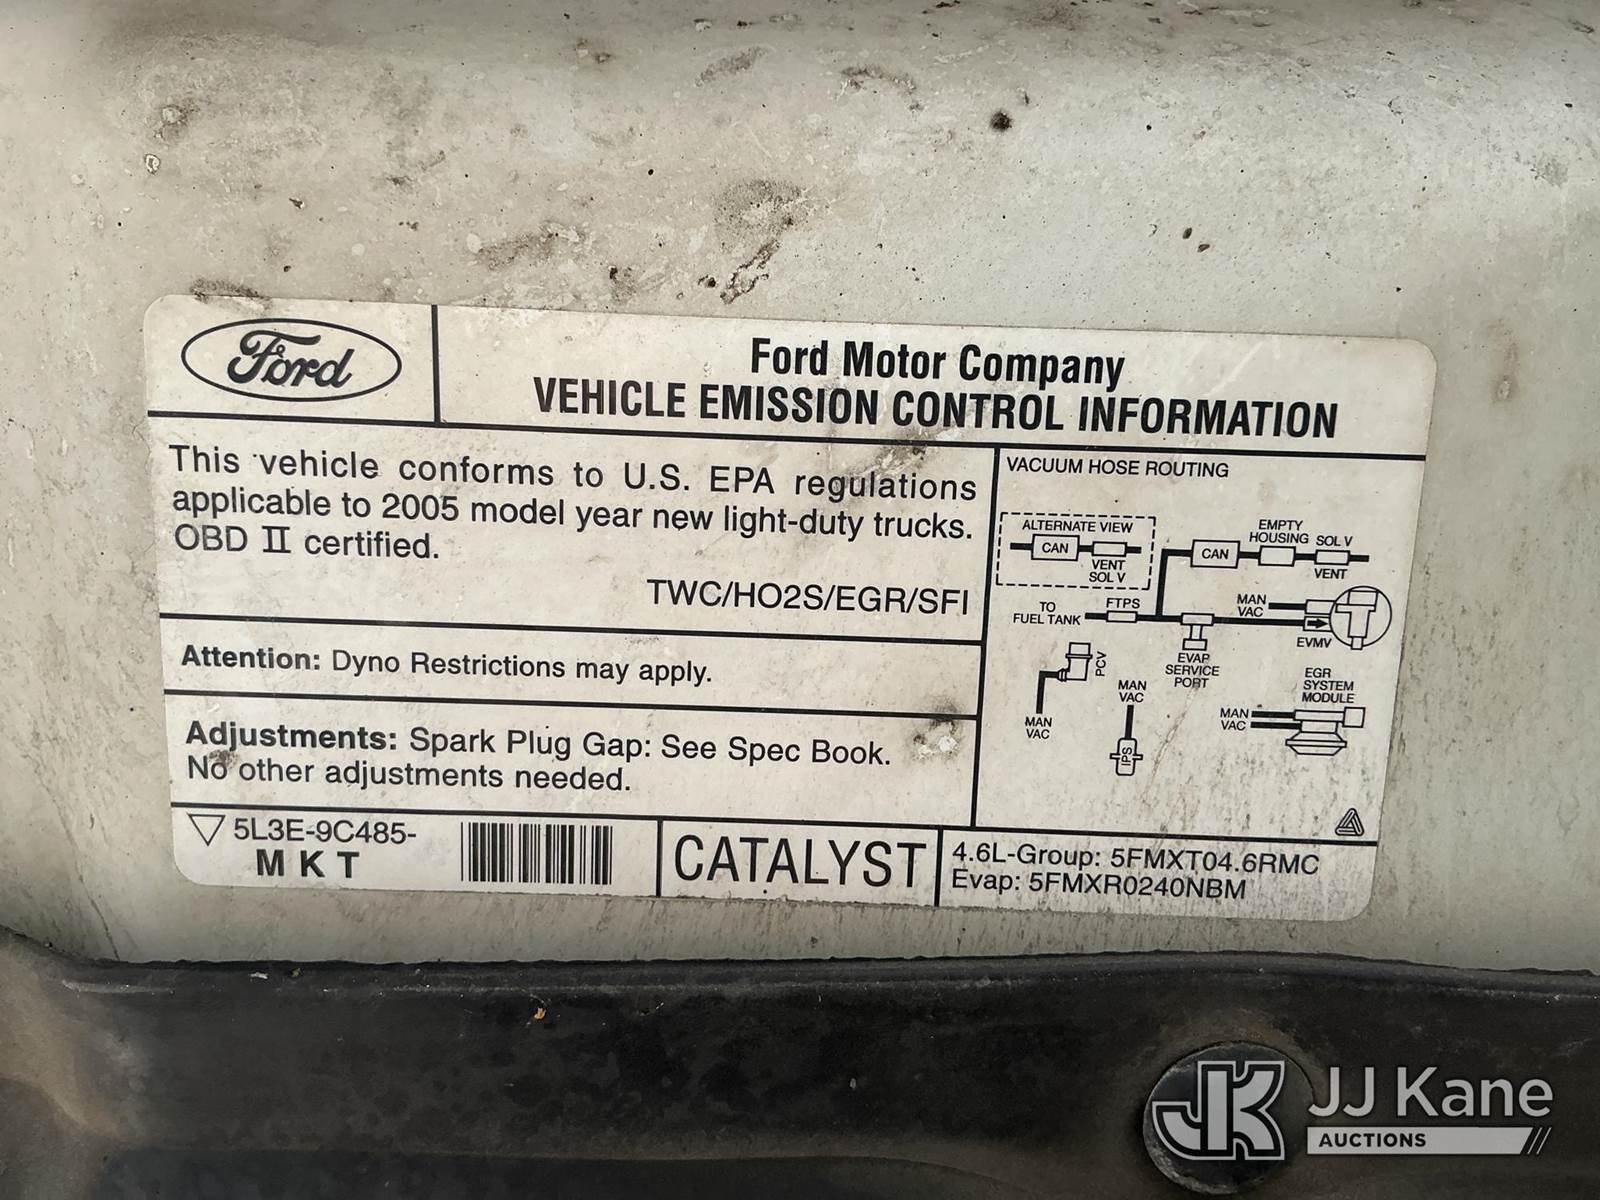 Ford
Ford Motor Company
VEHICLE EMISSION CONTROL INFORMATION
This vehicle conforms to U.S. EPA regulations
applicable to 2005 model year new light-duty trucks.
OBD II certified.
TWC/HO2S/EGR/SFI
Attention: Dyno Restrictions may apply.
Adjustments: Spark Plug Gap: See Spec Book.
No other adjustments needed.
VACUUM HOSE ROUTING
ALTERNATE VIEW
CAN
VENT
SOL V
CAN
EMPTY
HOUSING
SOL V
VENT
TO
FUEL TANK
FTPS
MAN
VAC
EVMV
EVAP
SERVICE
PORT
PCV
MAN
VAC
MAN
VAC
IPS
EGR
SYSTEM
MODULE
MAN
VAC
5L3E-9C485-
M K T
CATALYST
4.6L-Group: 5FMXT04.6RMC
Evap: 5FMXR0240NBM
JK
JJ Kane
AUCTIONS